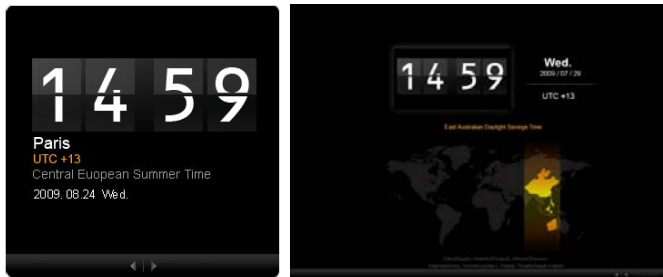 14 59
Paris
UTC +13
Central Euopean Summer Time
2009. 08.24 Wed.
14 59
Wed.
2009 / 07 / 29
UTC +13
East Australian Daylight Savings Time